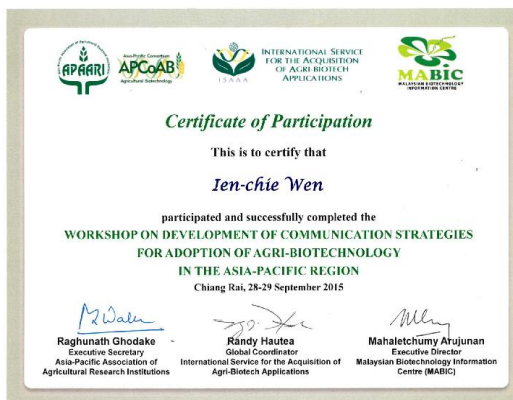 APAARI
Asia-Pacific Consortium
APCoAB
Agricultural Biotechnology
ISAAA
INTERNATIONAL SERVICE
FOR THE ACQUISITION
OF AGRI-BIOTECH
APPLICATIONS
MABIC
MALAYSIAN BIOTECHNOLOGY
INFORMATION CENTRE
Certificate of Participation
This is to certify that
Ien-chie Wen
participated and successfully completed the
WORKSHOP ON DEVELOPMENT OF COMMUNICATION STRATEGIES
FOR ADOPTION OF AGRI-BIOTECHNOLOGY
IN THE ASIA-PACIFIC REGION
Chiang Rai, 28-29 September 2015
Raghunath Ghodake
Executive Secretary
Asia-Pacific Association of
Agricultural Research Institutions
Randy Hautea
Global Coordinator
International Service for the Acquisition of
Agri-Biotech Applications
Mahaletchumy Arujunan
Executive Director
Malaysian Biotechnology Information
Centre (MABIC)